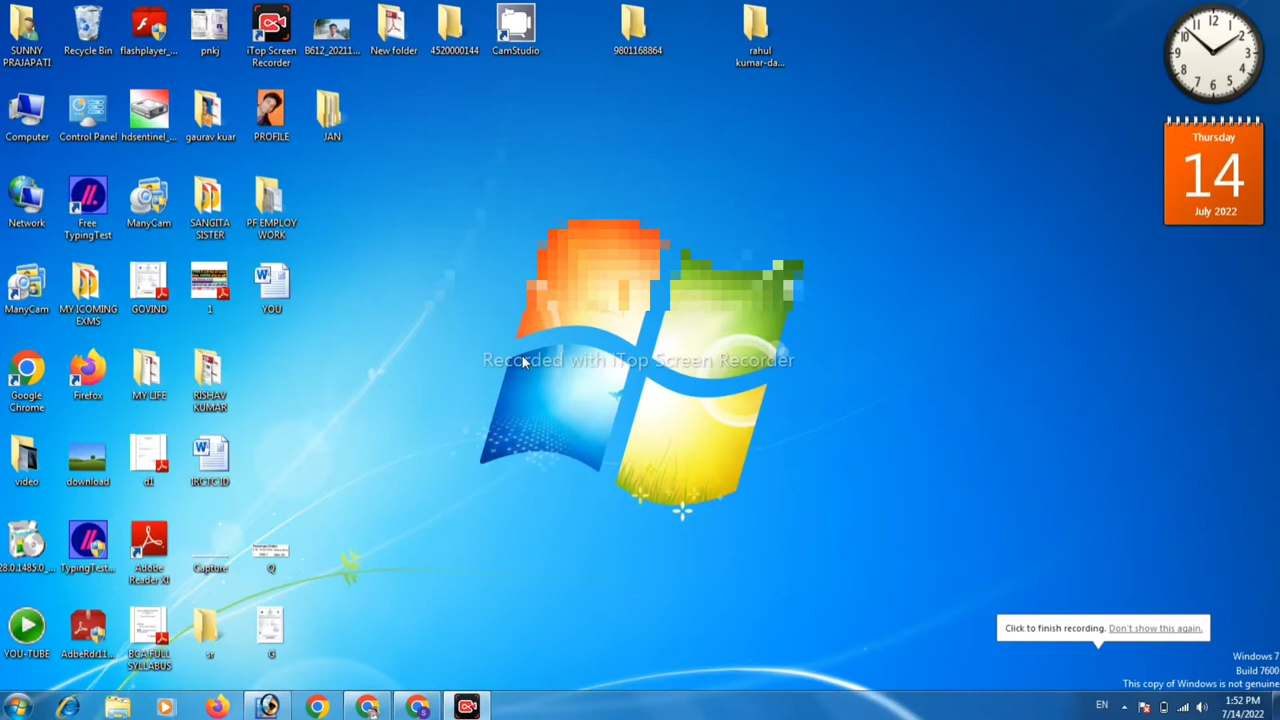 SUNNY
PRAJAPATI
Recycle Bin
flashplayer_...
pnkj
iTop Screen
Recorder
B612_20211...
New folder
4520000144
CamStudio
9801168864
rahul
kumar-da...
Computer
Control Panel
hdsentinel_...
gaurav kuar
PROFILE
JAN
Thursday
14
July 2022
Network
Free
TypingTest
ManyCam
SANGITA
SISTER
PF EMPLOY
WORK
ManyCam
MY ICOMING
EXMS
GOVIND
1
YOU
Recorded with iTop Screen Recorder
Google
Chrome
Firefox
MY LIFE
RISHAV
KUMAR
video
download
d1
IRCTC ID
28.0.1485.0_...
TypingTest...
Adobe
Reader XI
Capture
Q
YOU-TUBE
AdbeRdr11...
BCA FULL
SYLLABUS
sr
G
Click to finish recording. Don't show this again.
Windows 7
Build 7600
This copy of Windows is not genuine
EN
1:52 PM
7/14/2022